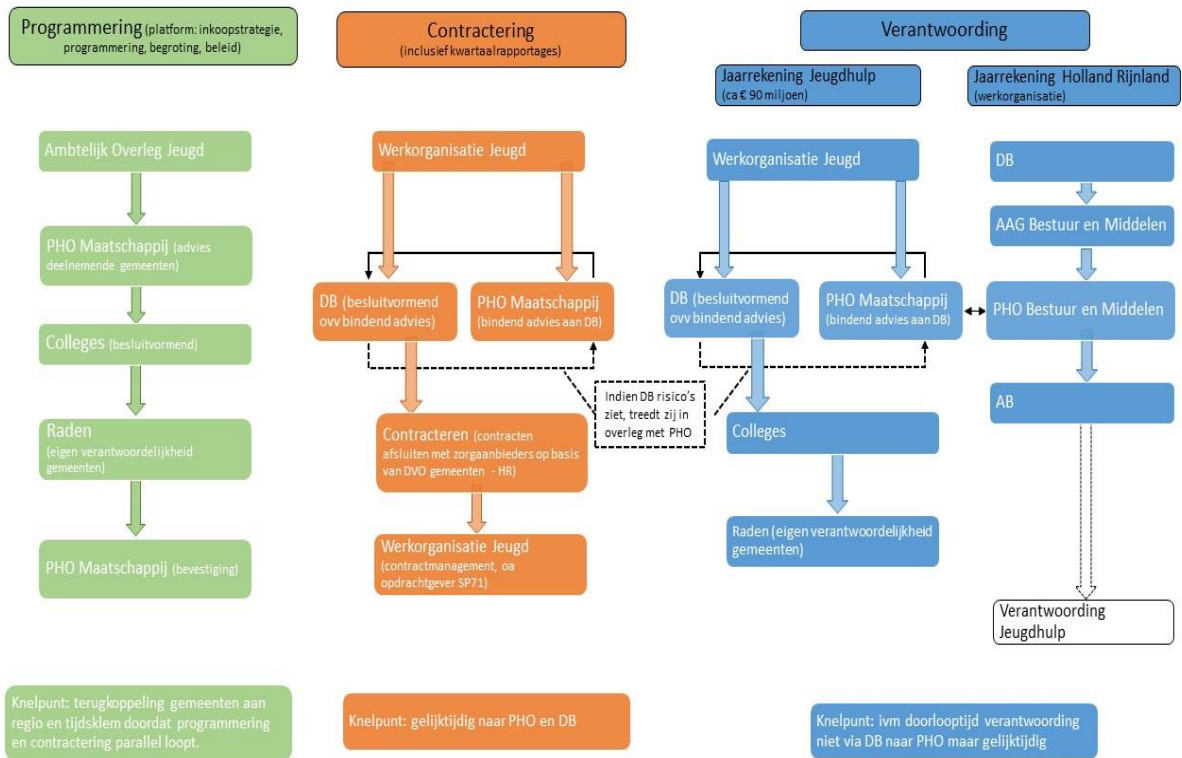 Programmering (platform: inkoopstrategie,
programmering, begroting, beleid)
Ambtelijk Overleg Jeugd
PHO Maatschappij (advies
deelnemende gemeenten)
Colleges (besluitvormend)
Raden
(eigen verantwoordelijkheid
gemeenten)
PHO Maatschappij (bevestiging)
Knelpunt: terugkoppeling gemeenten aan
regio en tijdsklem doordat programmering
en contractering parallel loopt.
Contractering
(inclusief kwartaalrapportages)
Werkorganisatie Jeugd
DB (besluitvormend
ovv bindend advies)
PHO Maatschappij
(bindend advies aan DB)
Contracteren (contracten
afsluiten met zorgaanbieders op basis
van DVO gemeenten - HR)
Werkorganisatie Jeugd
(contractmanagement, oa
opdrachtgever SP71)
Knelpunt: gelijktijdig naar PHO en DB
Indien DB risico's
ziet, treedt zij in
overleg met PHO
Verantwoording
Jaarrekening Jeugdhulp
(ca € 90 miljoen)
Werkorganisatie Jeugd
DB (besluitvormend
ovv bindend advies)
PHO Maatschappij
(bindend advies aan DB)
Colleges
Raden (eigen verantwoordelijkheid
gemeenten)
Jaarrekening Holland Rijnland
(werkorganisatie)
DB
AAG Bestuur en Middelen
PHO Bestuur en Middelen
AB
Verantwoording
Jeugdhulp
Knelpunt: ivm doorlooptijd verantwoording
niet via DB naar PHO maar gelijktijdig